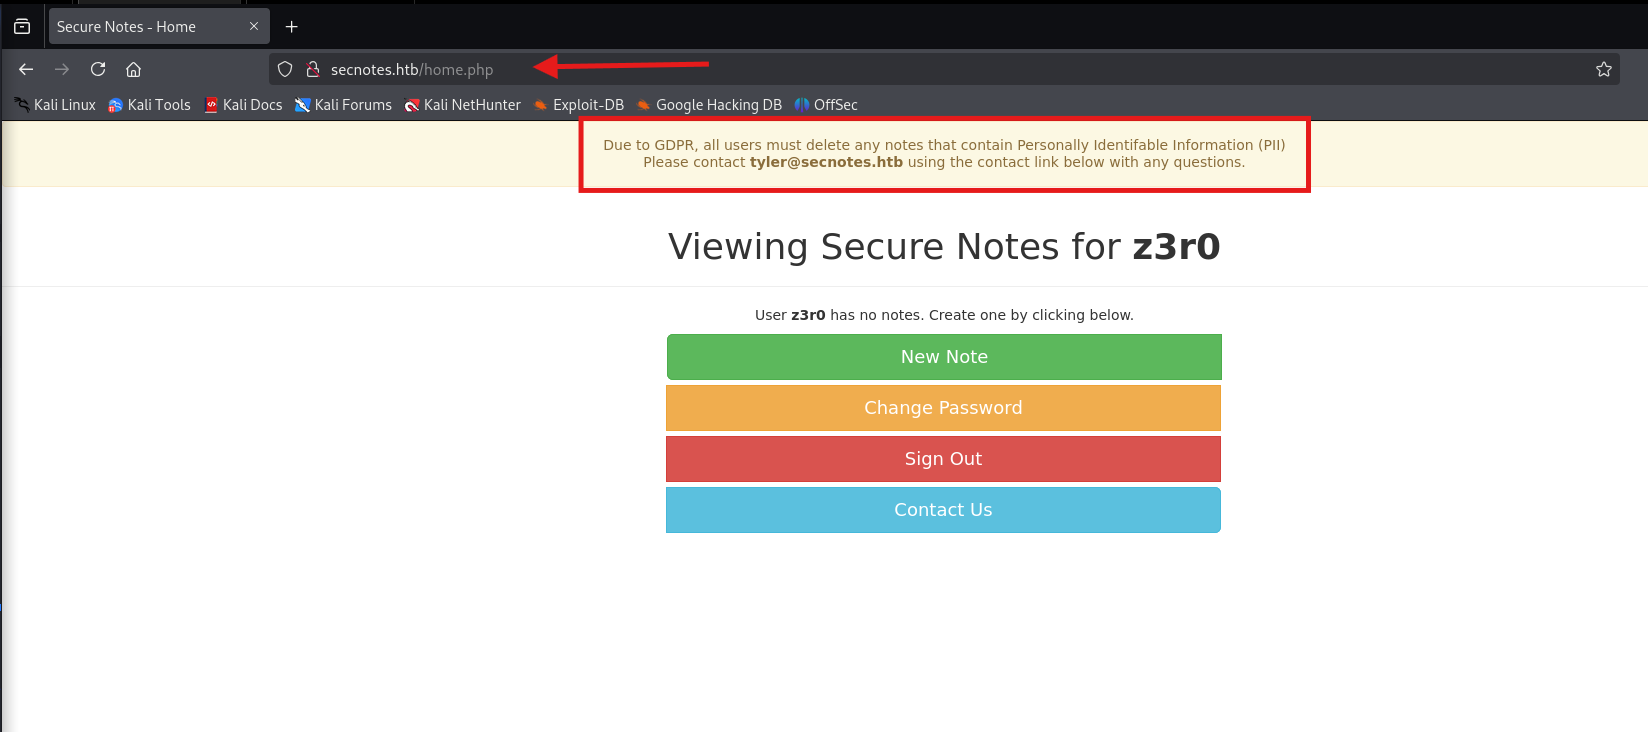 Secure Notes - Home
secnotes.htb/home.php
Kali Linux Kali Tools Kali Docs Kali Forums Kali NetHunter Exploit-DB Google Hacking DB OffSec
Due to GDPR, all users must delete any notes that contain Personally Identifable Information (PII)
Please contact tyler@secnotes.htb using the contact link below with any questions.
Viewing Secure Notes for z3r0
User z3r0 has no notes. Create one by clicking below.
New Note
Change Password
Sign Out
Contact Us